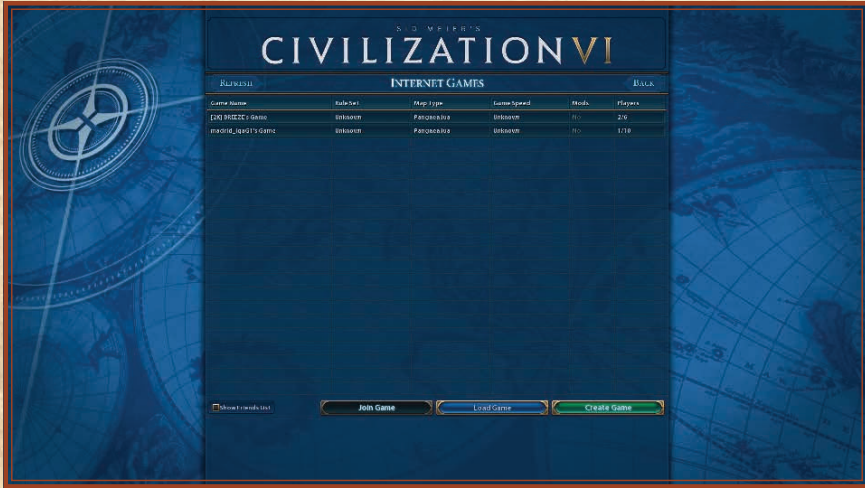 SID MEIER'S
CIVILIZATION VI
REFRESH INTERNET GAMES BACK
Game Name Rule Set Map Type Game Speed Mods Players
[2K] BREEZE's Game Unknown Pangaea.lua Unknown No 2/6
Game Unknown Pangaea.lua Unknown No 1/10
Show Friends List Join Game Load Game Create Game